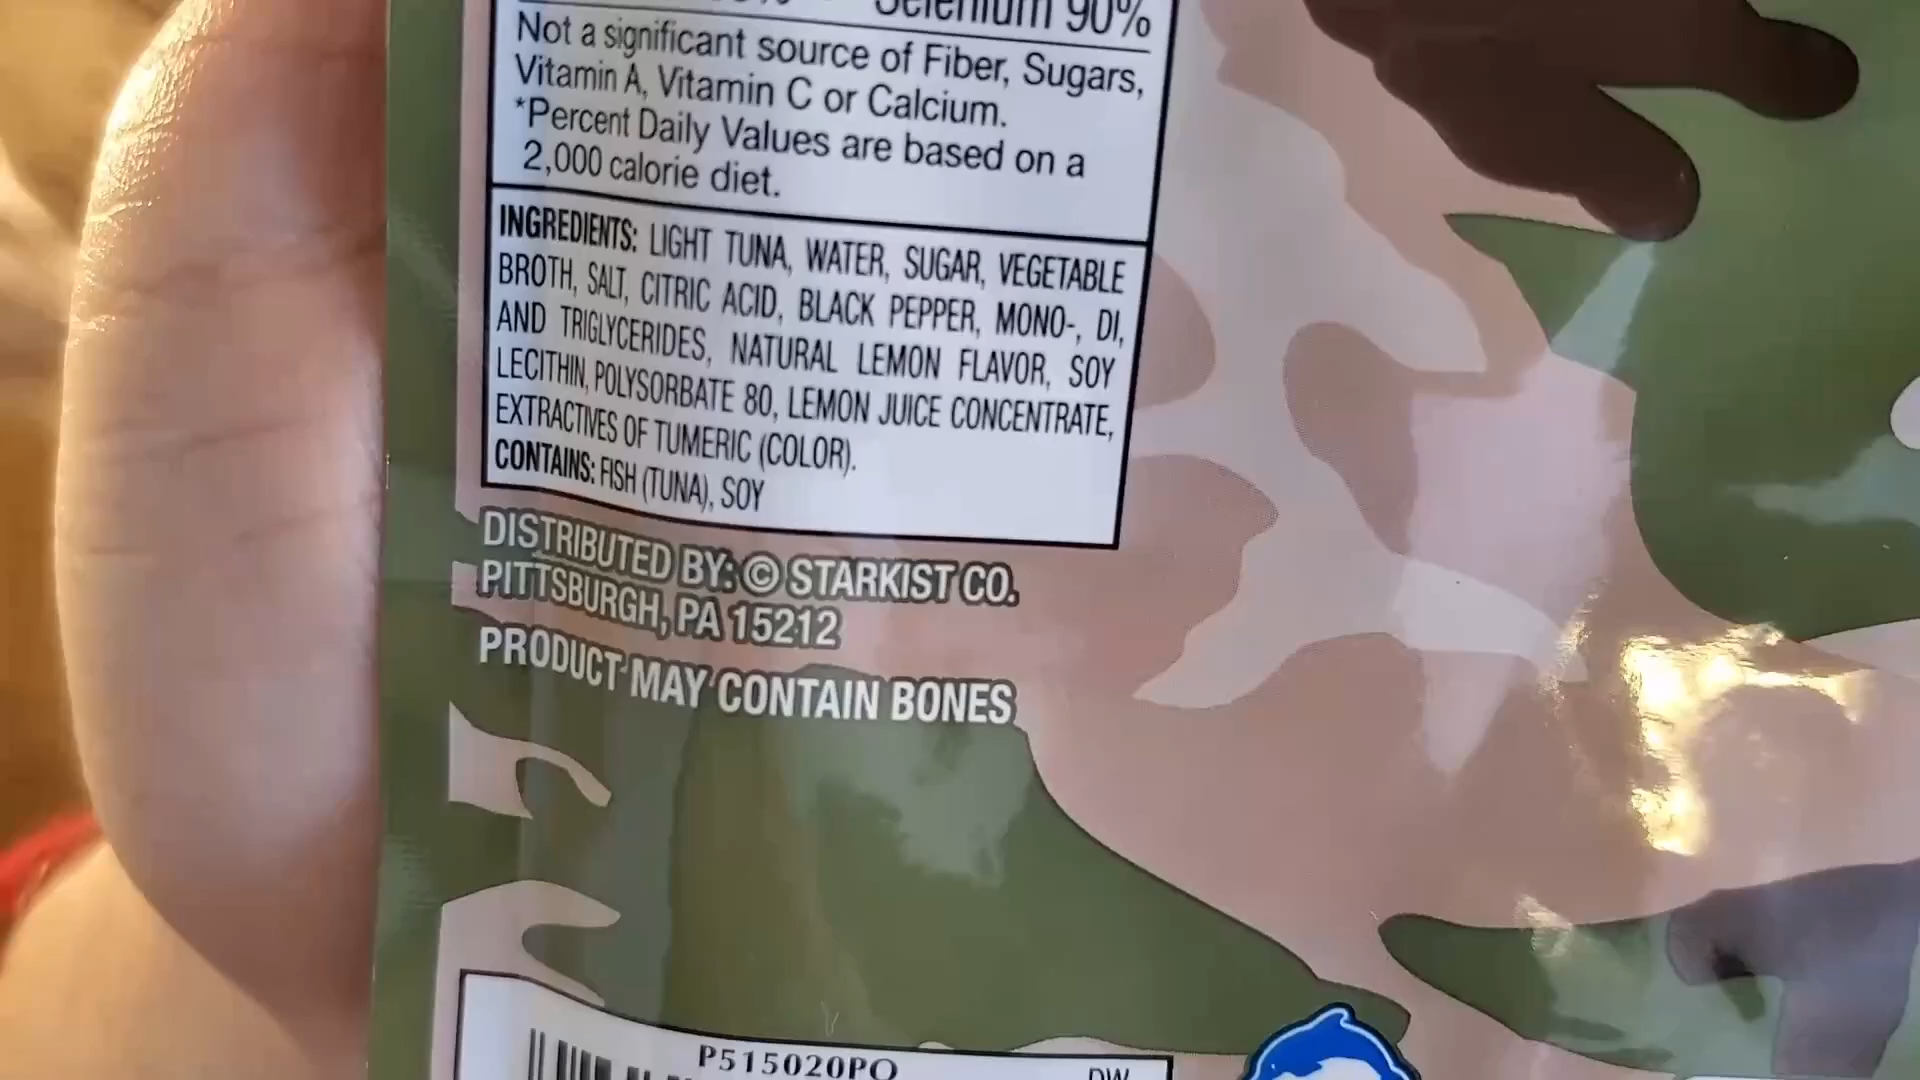 Selenium 90%
Not a significant source of Fiber, Sugars,
Vitamin A, Vitamin C or Calcium.
*Percent Daily Values are based on a
2,000 calorie diet.
INGREDIENTS: LIGHT TUNA, WATER, SUGAR, VEGETABLE
BROTH, SALT, CITRIC ACID, BLACK PEPPER, MONO-, DI,
AND TRIGLYCERIDES, NATURAL LEMON FLAVOR, SOY
LECITHIN, POLYSORBATE 80, LEMON JUICE CONCENTRATE,
EXTRACTIVES OF TUMERIC (COLOR).
CONTAINS: FISH (TUNA), SOY
DISTRIBUTED BY: © STARKIST CO.
PITTSBURGH, PA 15212
PRODUCT MAY CONTAIN BONES
P515020PO
DW